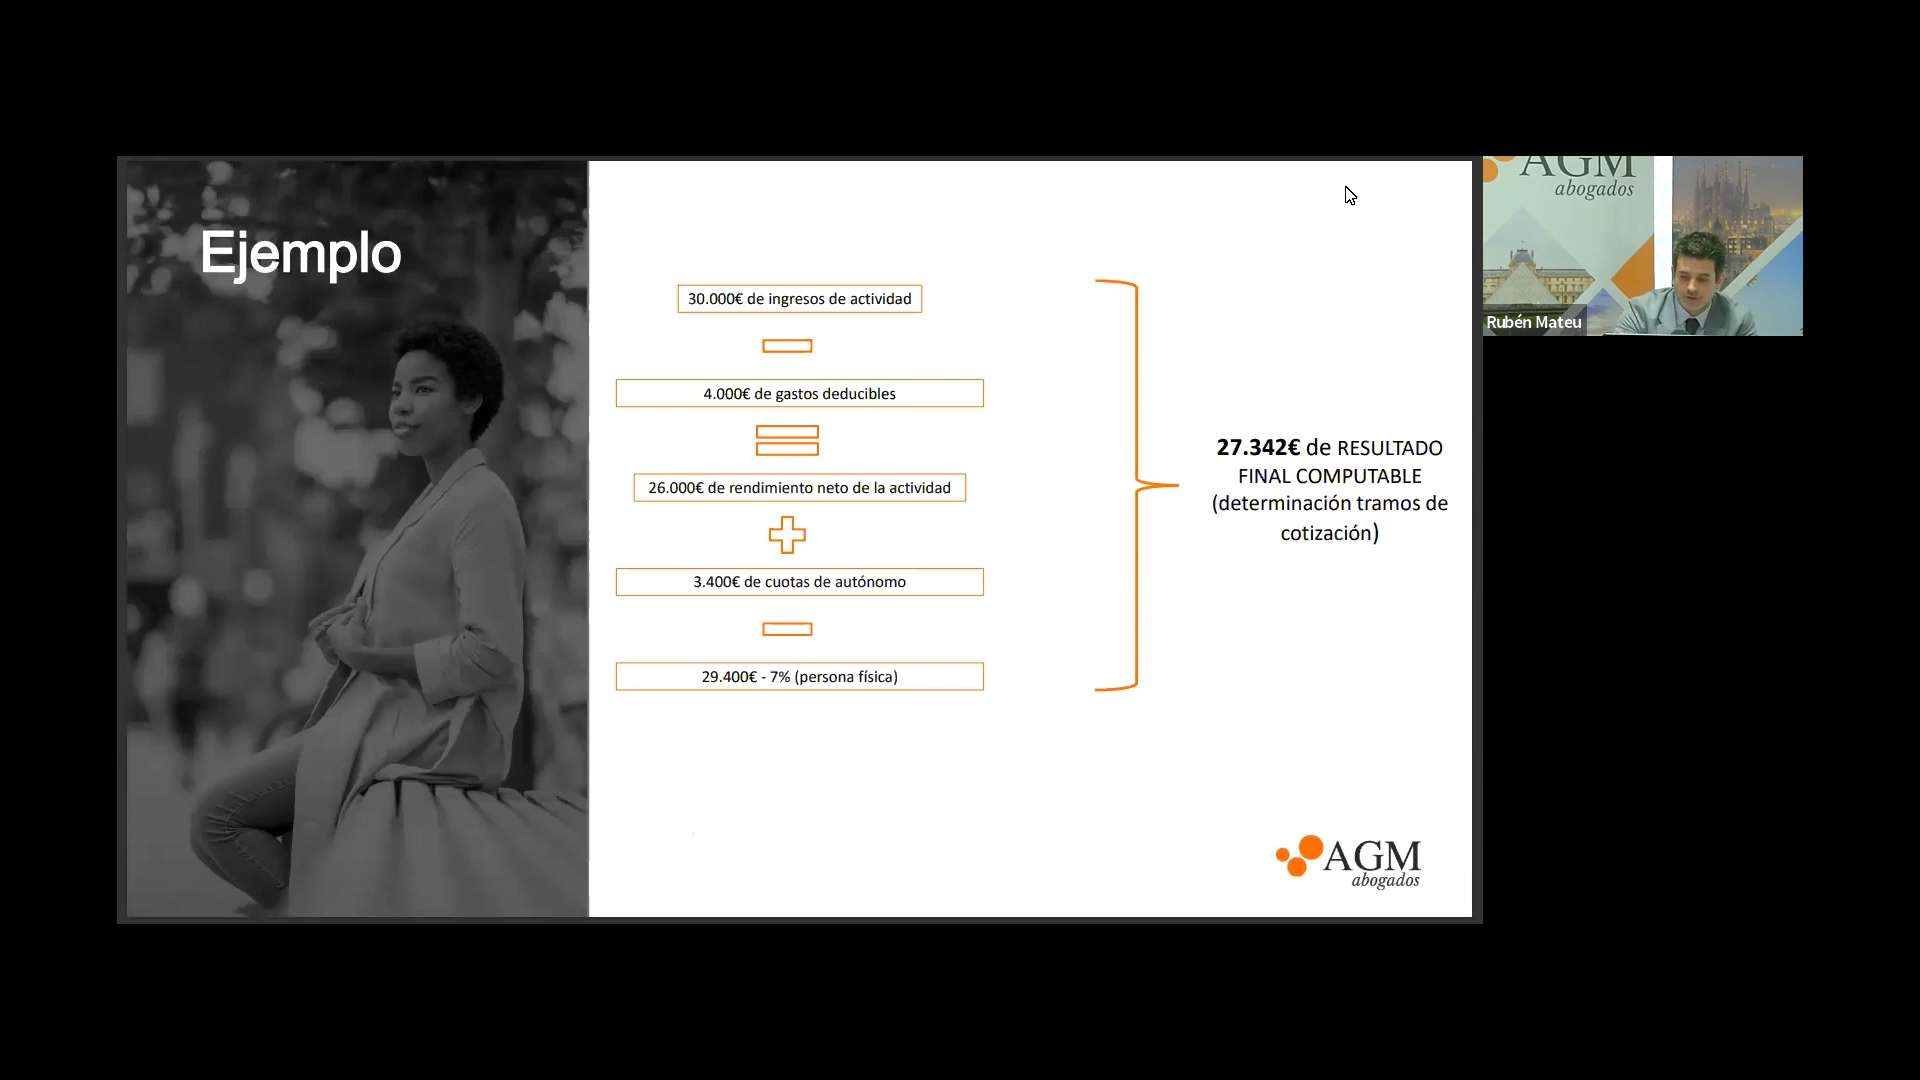 Ejemplo
30.000€ de ingresos de actividad
4.000€ de gastos deducibles
26.000€ de rendimiento neto de la actividad
3.400€ de cuotas de autónomo
29.400€ - 7% (persona física)
27.342€ de RESULTADO
FINAL COMPUTABLE
(determinación tramos de
cotización)
AGM
abogados
AGM
abogados
Rubén Mateu